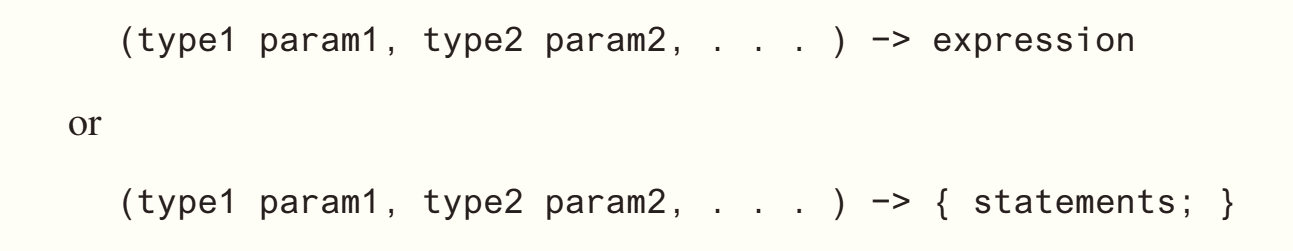 (type1 param1, type2 param2, . . . ) -> expression
or
(type1 param1, type2 param2, . . . ) -> { statements; }